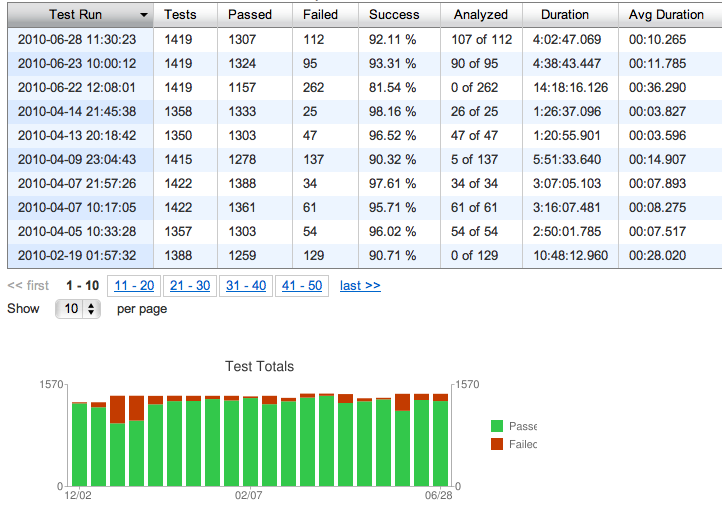 Test Run Tests Passed Failed Success Analyzed Duration Avg Duration
2010-06-28 11:30:23 1419 1307 112 92.11 % 107 of 112 4:02:47.069 00:10.265
2010-06-23 10:00:12 1419 1324 95 93.31 % 90 of 95 4:38:43.447 00:11.785
2010-06-22 12:08:01 1419 1157 262 81.54 % 0 of 262 14:18:16.126 00:36.290
2010-04-14 21:45:38 1358 1333 25 98.16 % 26 of 25 1:26:37.096 00:03.827
2010-04-13 20:18:42 1350 1303 47 96.52 % 47 of 47 1:20:55.901 00:03.596
2010-04-09 23:04:43 1415 1278 137 90.32 % 5 of 137 5:51:33.640 00:14.907
2010-04-07 21:57:26 1422 1388 34 97.61 % 34 of 34 3:07:05.103 00:07.893
2010-04-07 10:17:05 1422 1361 61 95.71 % 61 of 61 3:16:07.481 00:08.275
2010-04-05 10:33:28 1357 1303 54 96.02 % 54 of 54 2:50:01.785 00:07.517
2010-02-19 01:57:32 1388 1259 129 90.71 % 0 of 129 10:48:12.960 00:28.020
<< first 1 - 10 11 - 20 21 - 30 31 - 40 41 - 50 last >>
Show 10 per page
Test Totals
1570 1570
Passe
Failec
0 0
12/02 02/07 06/28